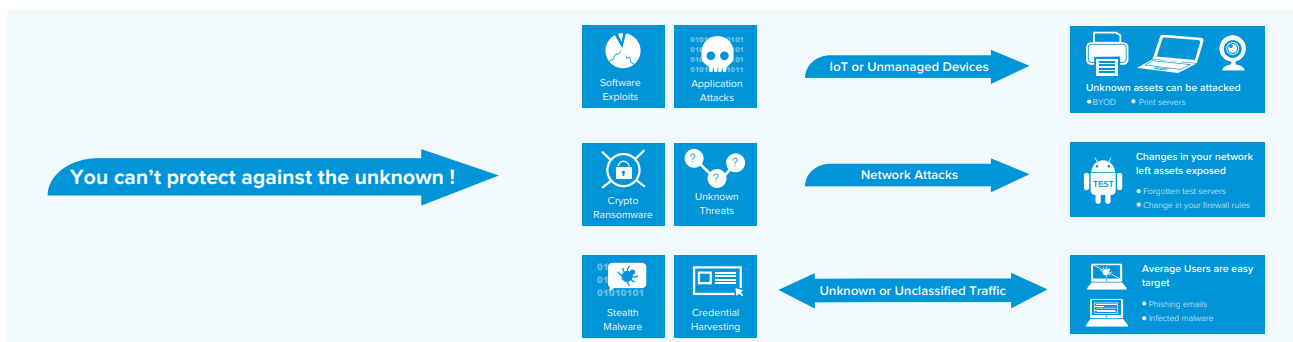 You can't protect against the unknown !
Software
Exploits
Application
Attacks
IoT or Unmanaged Devices
Unknown assets can be attacked
• BYOD • Print servers
Crypto
Ransomware
? ? ?
Unknown
Threats
Network Attacks
TEST
Changes in your network
left assets exposed
• Forgotten test servers
• Change in your firewall rules
01010101
Stealth
Malware
Credential
Harvesting
Unknown or Unclassified Traffic
Average Users are easy
target
• Phishing emails
• Infected malware